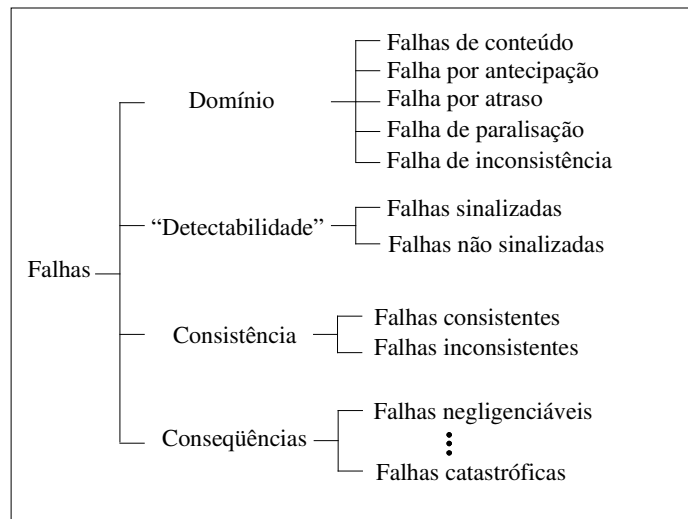 Falhas
Domínio
Falhas de conteúdo
Falha por antecipação
Falha por atraso
Falha de paralisação
Falha de inconsistência
“Detectabilidade”
Falhas sinalizadas
Falhas não sinalizadas
Consistência
Falhas consistentes
Falhas inconsistentes
Conseqüências
Falhas negligenciáveis
Falhas catastróficas